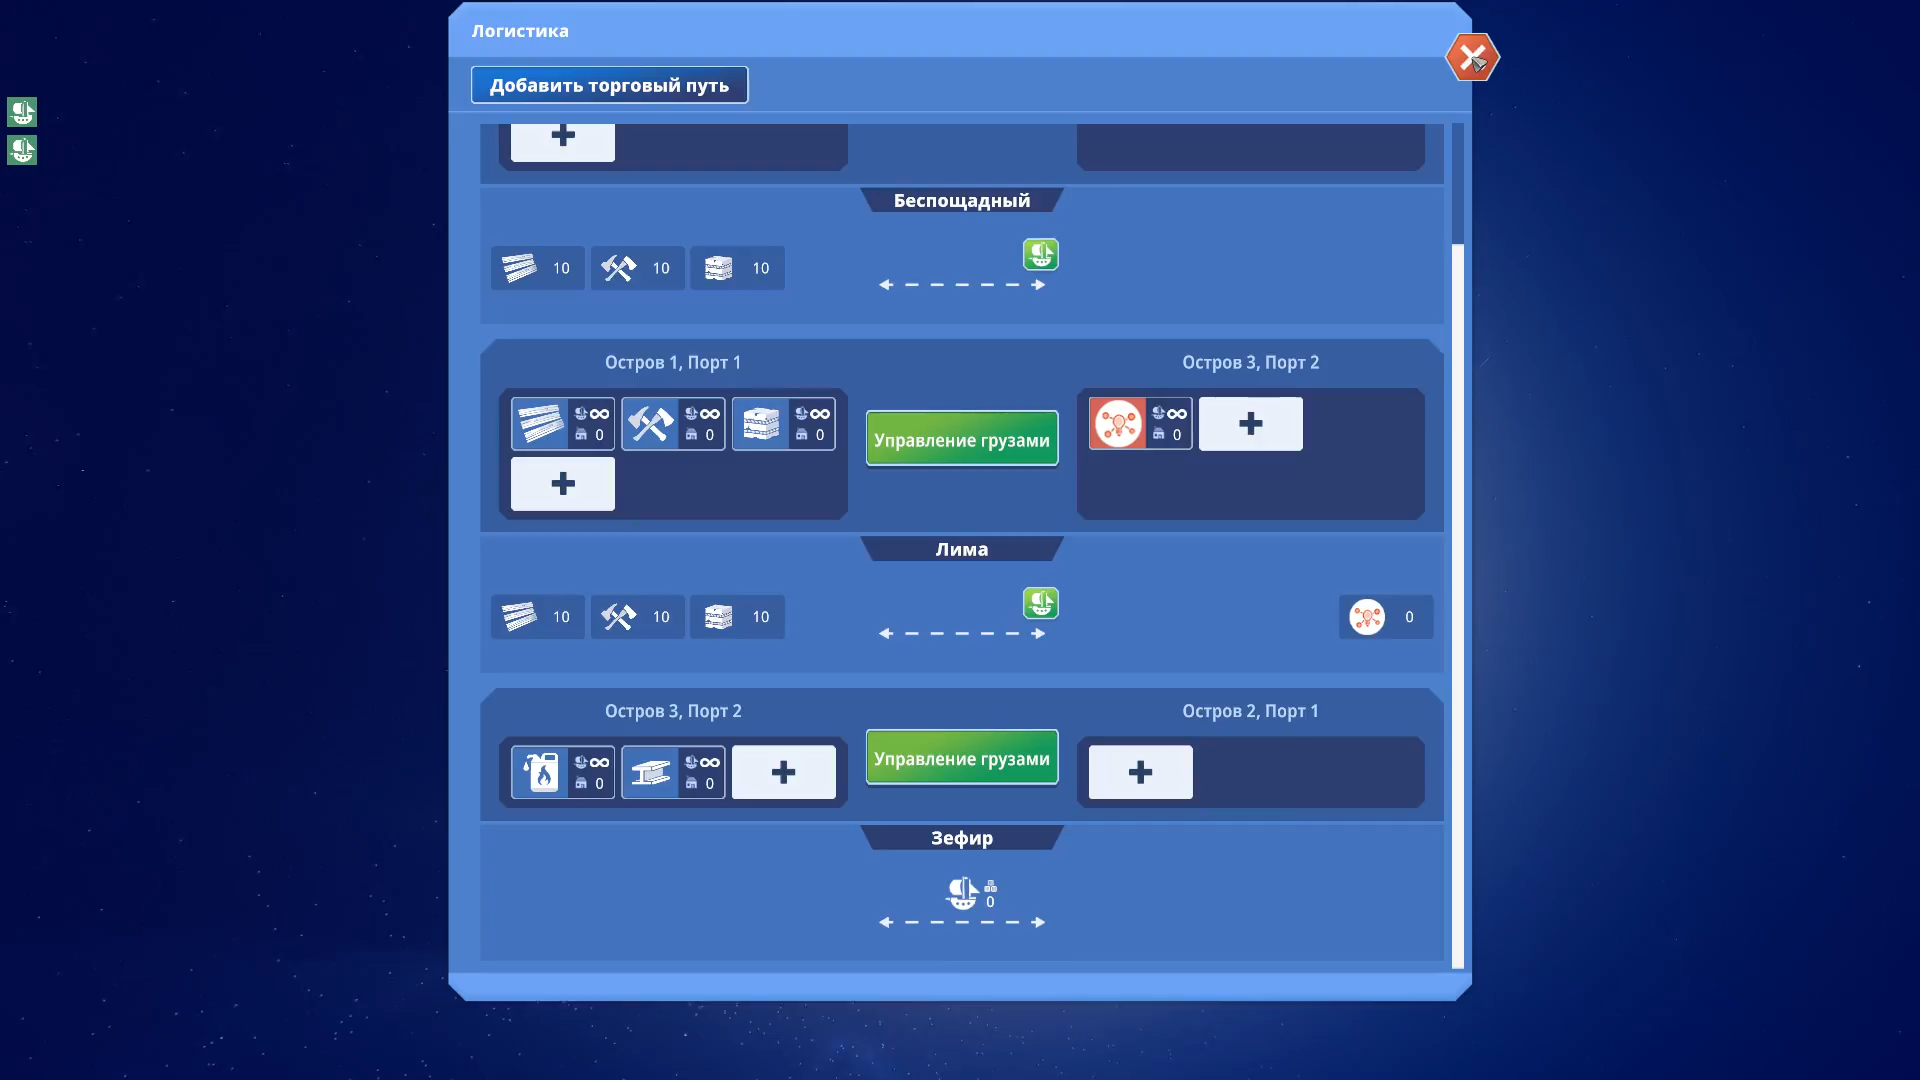 Логистика
Добавить торговый путь
Беспощадный
10 10 10
Остров 1, Порт 1 Остров 3, Порт 2
∞ ∞ ∞ ∞
0 0 0 0
Управление грузами
Лима
10 10 10 0
Остров 3, Порт 2 Остров 2, Порт 1
∞ ∞
0 0
Управление грузами
Зефир
0